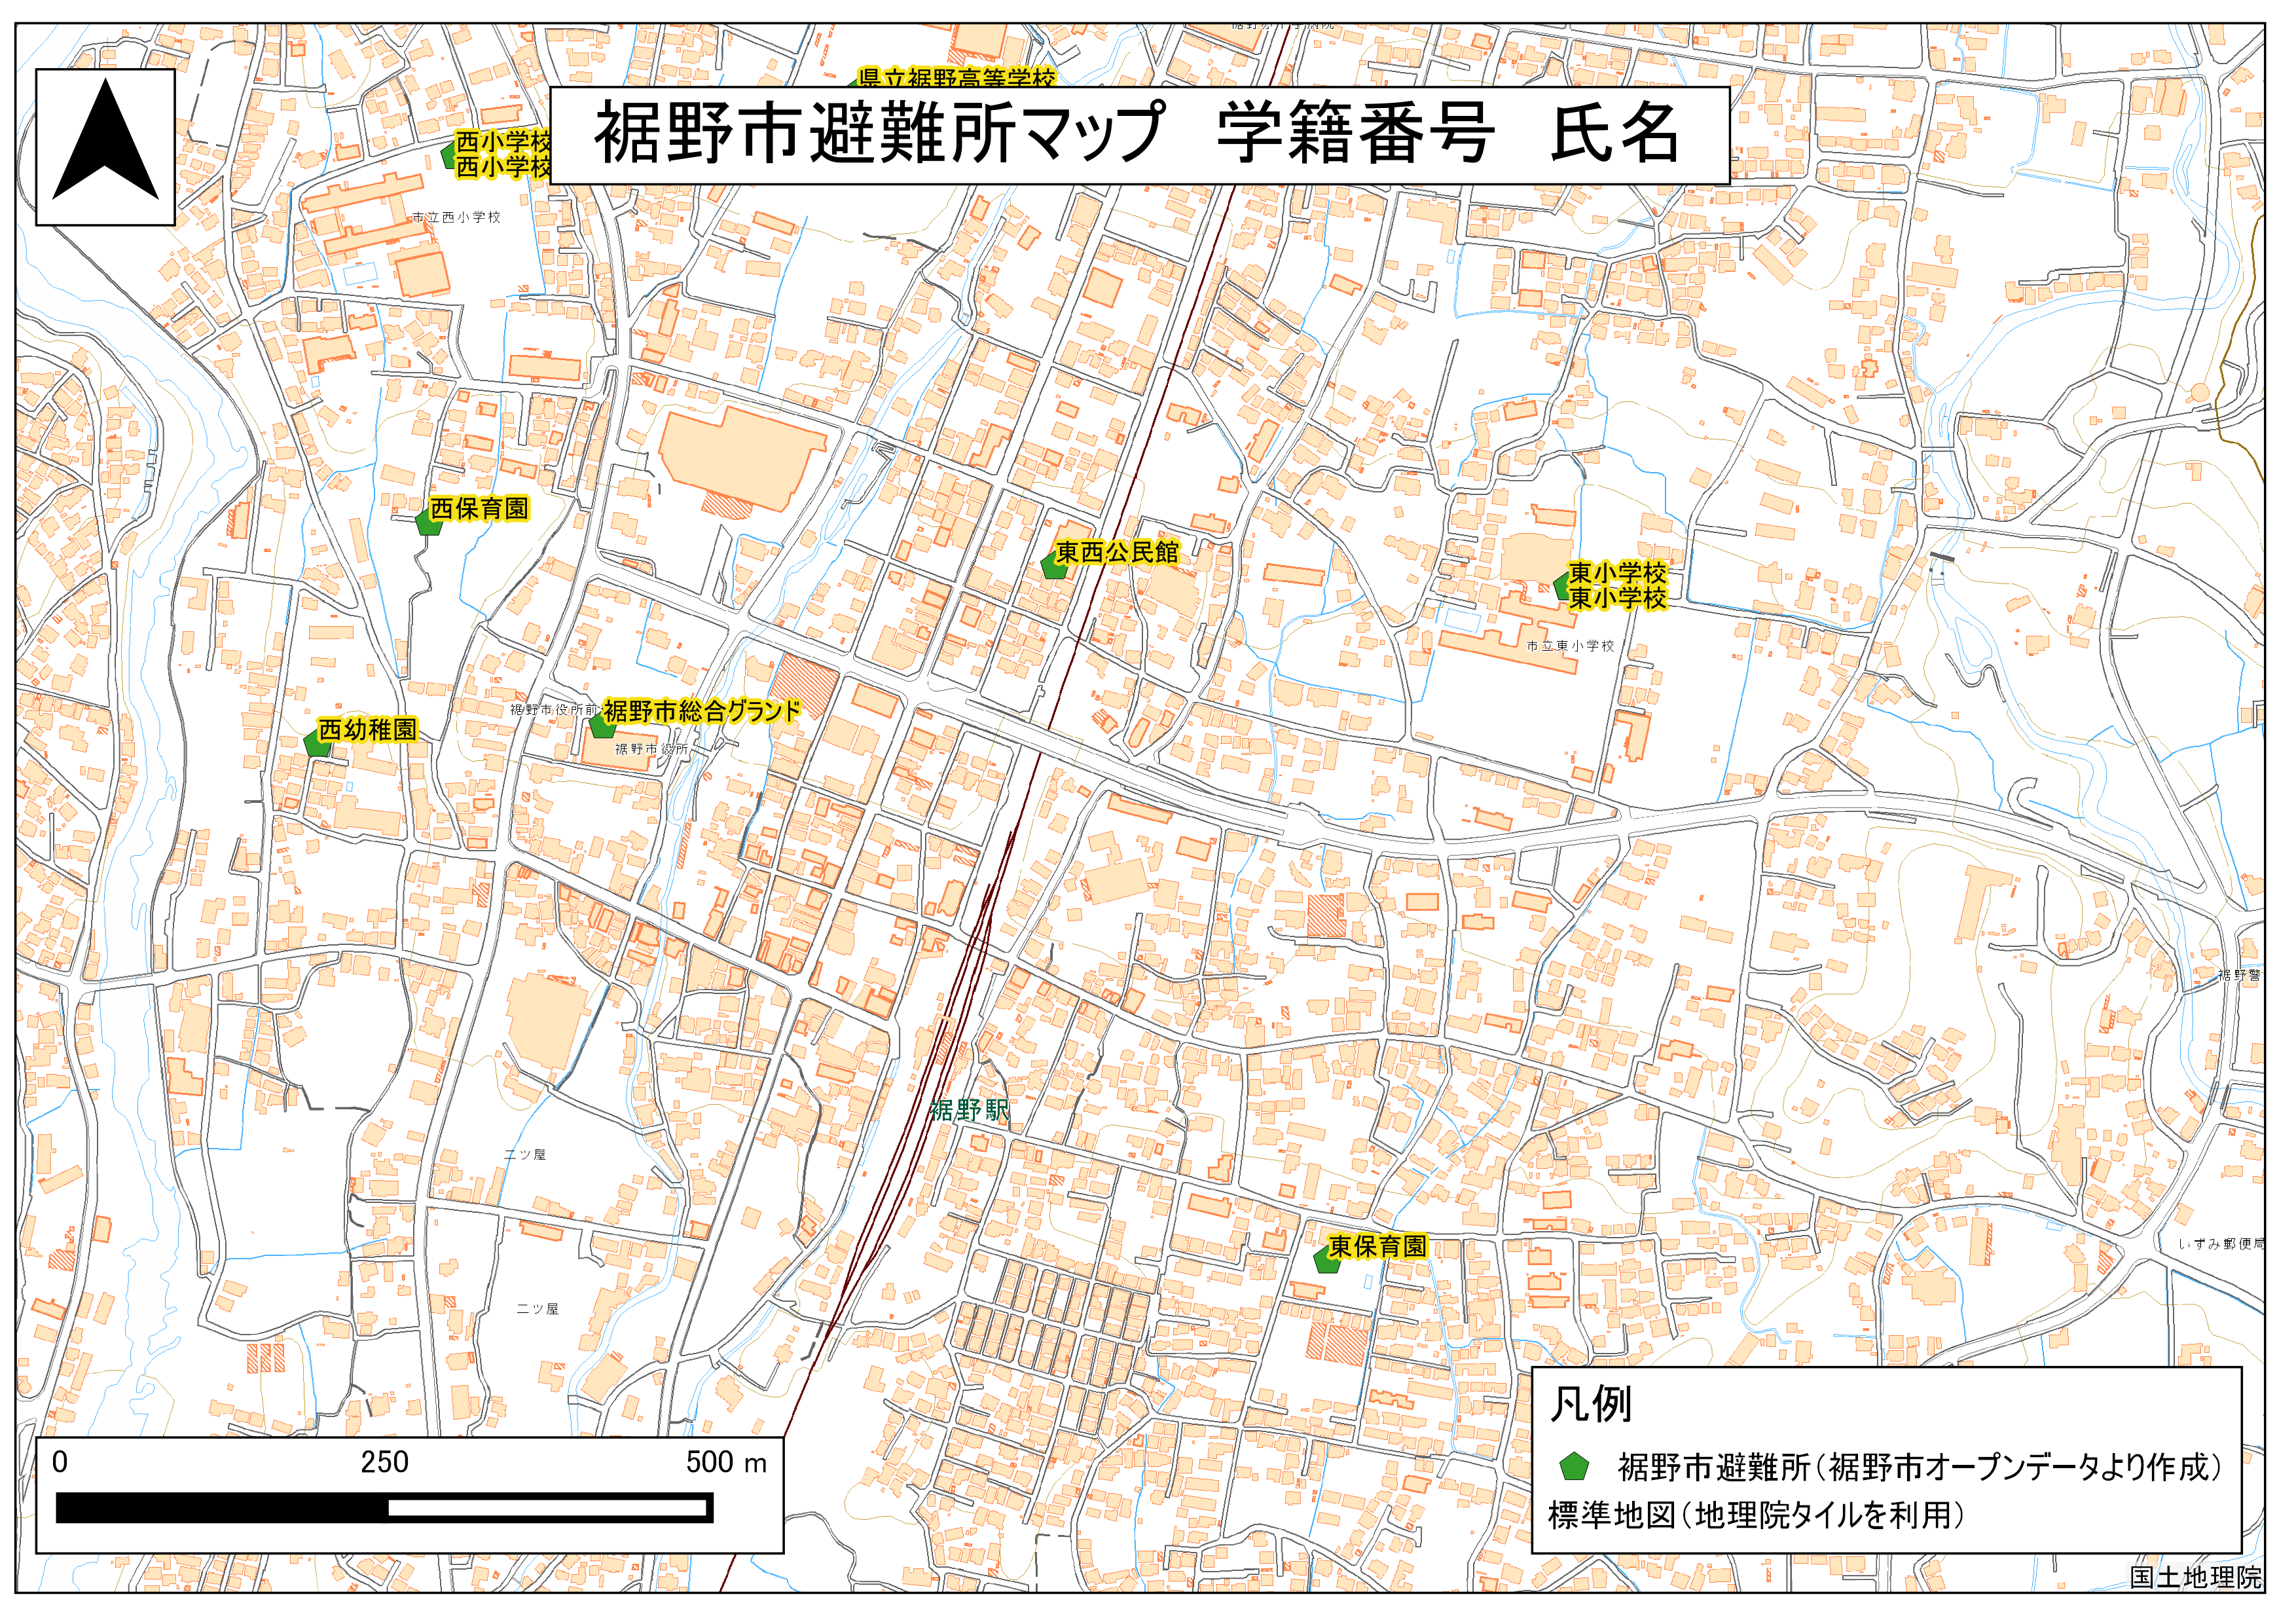 県立裾野高等学校
裾野市避難所マップ　学籍番号　氏名
西小学校
西小学校
市立西小学校
西保育園
東西公民館
東小学校
東小学校
市立東小学校
裾野市役所前
裾野市総合グランド
西幼稚園
裾野市役所
裾野警
裾野駅
二ツ屋
東保育園
いずみ郵便局
二ツ屋
凡例
裾野市避難所（裾野市オープンデータより作成）
標準地図（地理院タイルを利用）
0 250 500 m
国土地理院